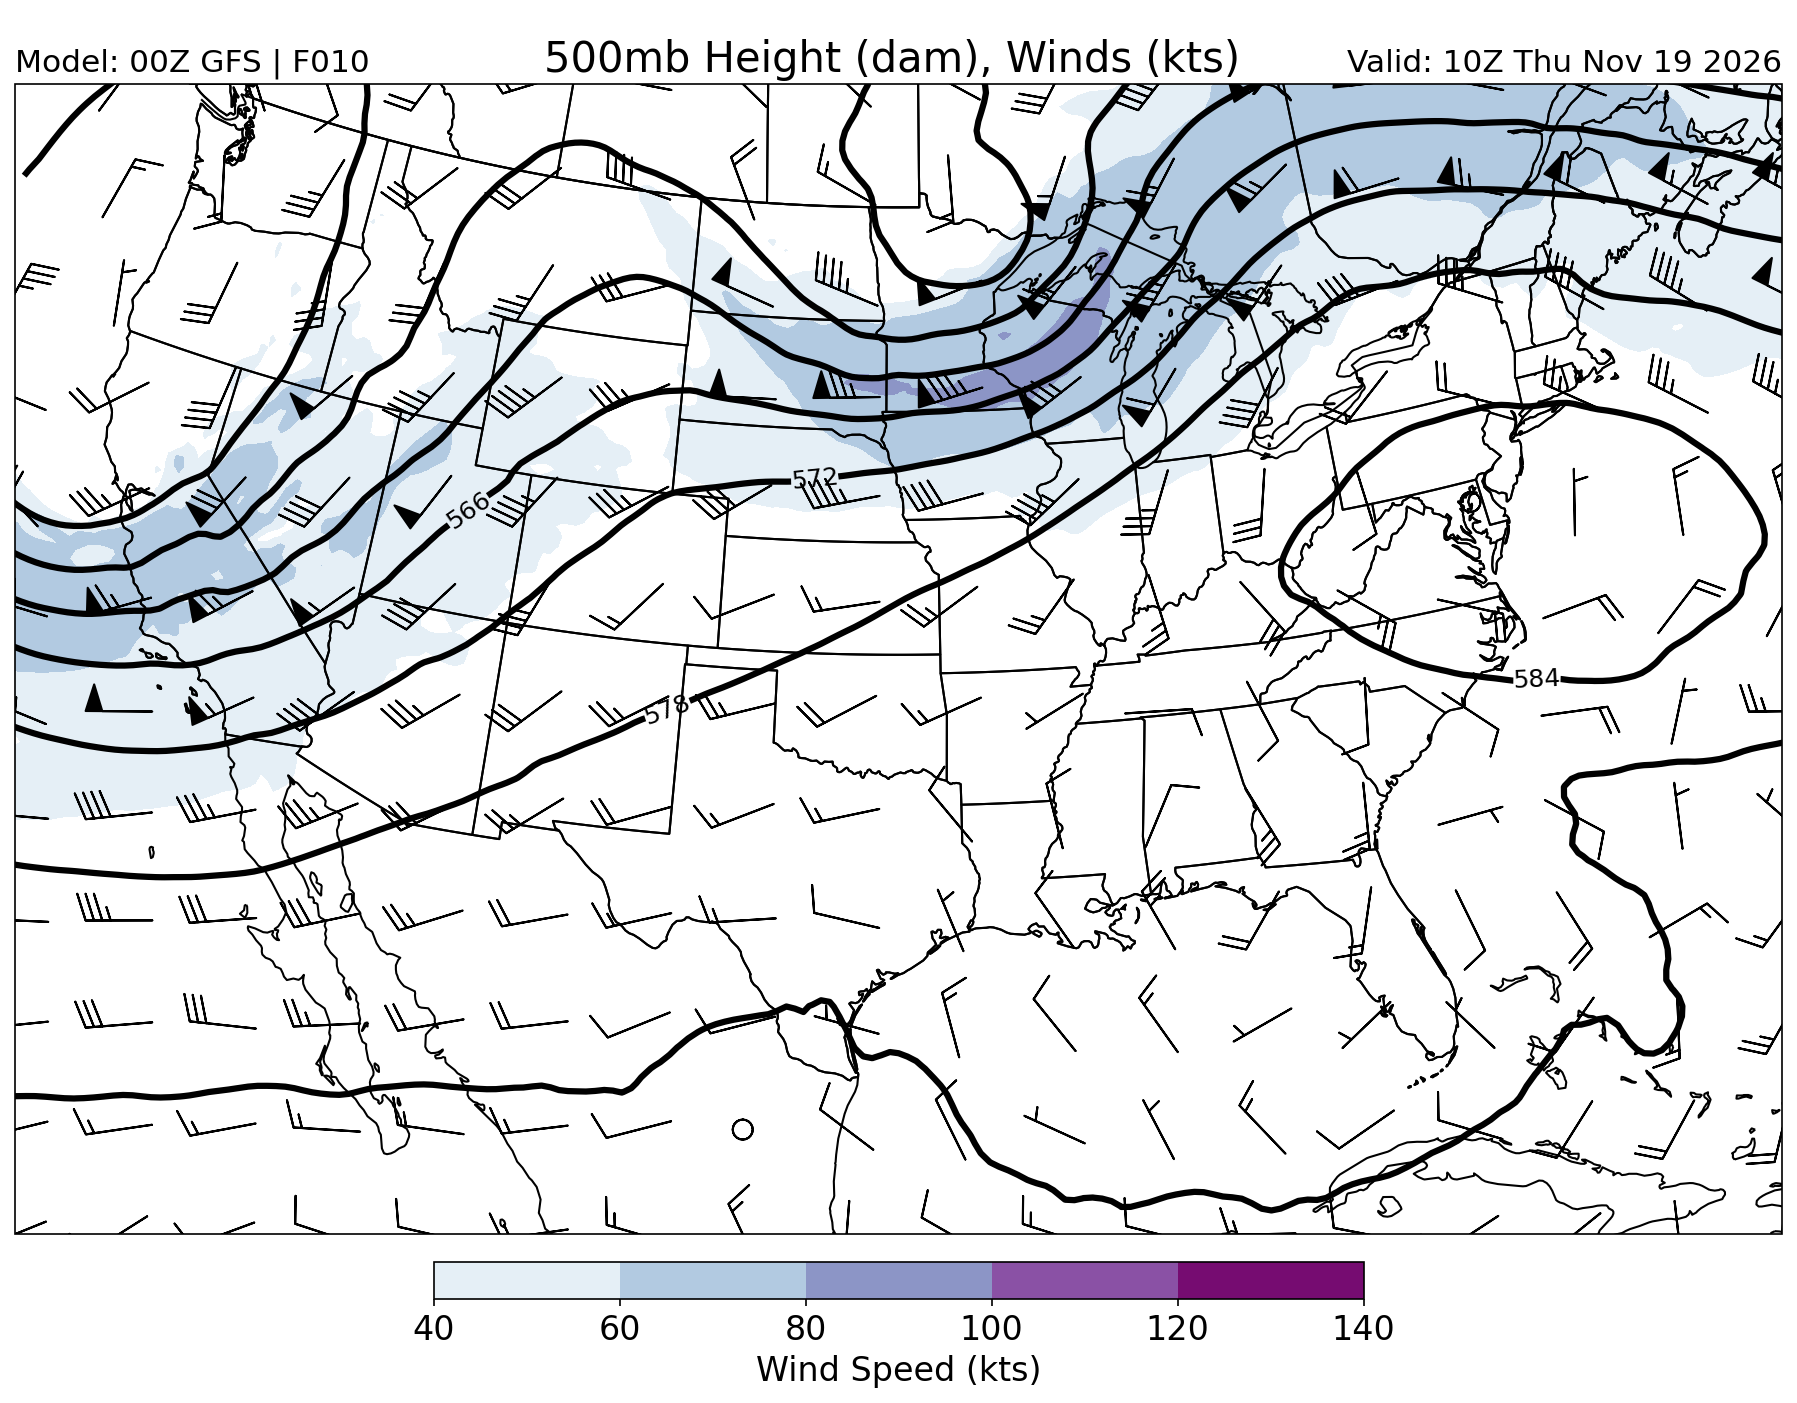 Model: 00Z GFS | F010
500mb Height (dam), Winds (kts)
Valid: 10Z Thu Nov 19 2026
572
566
584
578
40 60 80 100 120 140
Wind Speed (kts)